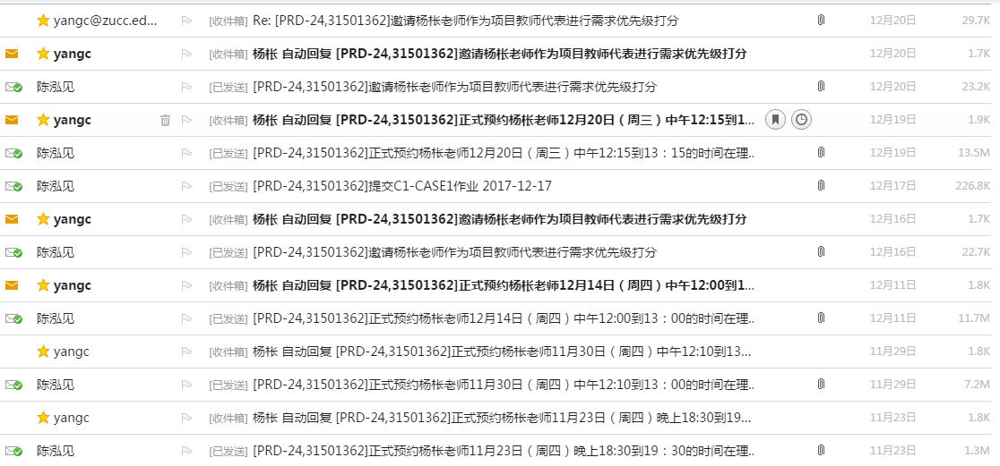 yangc@zucc.ed... [收件箱] Re: [PRD-24,31501362]邀请杨枨老师作为项目教师代表进行需求优先级打分 12月20日 29.7K
yangc [收件箱] 杨枨 自动回复 [PRD-24,31501362]邀请杨枨老师作为项目教师代表进行需求优先级打分 12月20日 1.7K
陈泓见 [已发送] [PRD-24,31501362]邀请杨枨老师作为项目教师代表进行需求优先级打分 12月20日 23.2K
yangc [收件箱] 杨枨 自动回复 [PRD-24,31501362]正式预约杨枨老师12月20日（周三）中午12:15到1... 12月19日 1.9K
陈泓见 [已发送] [PRD-24,31501362]正式预约杨枨老师12月20日（周三）中午12:15到13：15的时间在理.. 12月19日 13.5M
陈泓见 [已发送] [PRD-24,31501362]提交C1-CASE1作业 2017-12-17 12月17日 226.8K
yangc [收件箱] 杨枨 自动回复 [PRD-24,31501362]邀请杨枨老师作为项目教师代表进行需求优先级打分 12月16日 1.7K
陈泓见 [已发送] [PRD-24,31501362]邀请杨枨老师作为项目教师代表进行需求优先级打分 12月16日 22.7K
yangc [收件箱] 杨枨 自动回复 [PRD-24,31501362]正式预约杨枨老师12月14日（周四）中午12:00到1... 12月11日 1.8K
陈泓见 [已发送] [PRD-24,31501362]正式预约杨枨老师12月14日（周四）中午12:00到13：00的时间在理.. 12月11日 11.7M
yangc [收件箱] 杨枨 自动回复 [PRD-24,31501362]正式预约杨枨老师11月30日（周四）中午12:10到13... 11月29日 1.8K
陈泓见 [已发送] [PRD-24,31501362]正式预约杨枨老师11月30日（周四）中午12:10到13：00的时间在理.. 11月29日 7.2M
yangc [收件箱] 杨枨 自动回复 [PRD-24,31501362]正式预约杨枨老师11月23日（周四）晚上18:30到19... 11月23日 1.8K
陈泓见 [已发送] [PRD-24,31501362]正式预约杨枨老师11月23日（周四）晚上18:30到19：30的时间在理.. 11月23日 1.3M